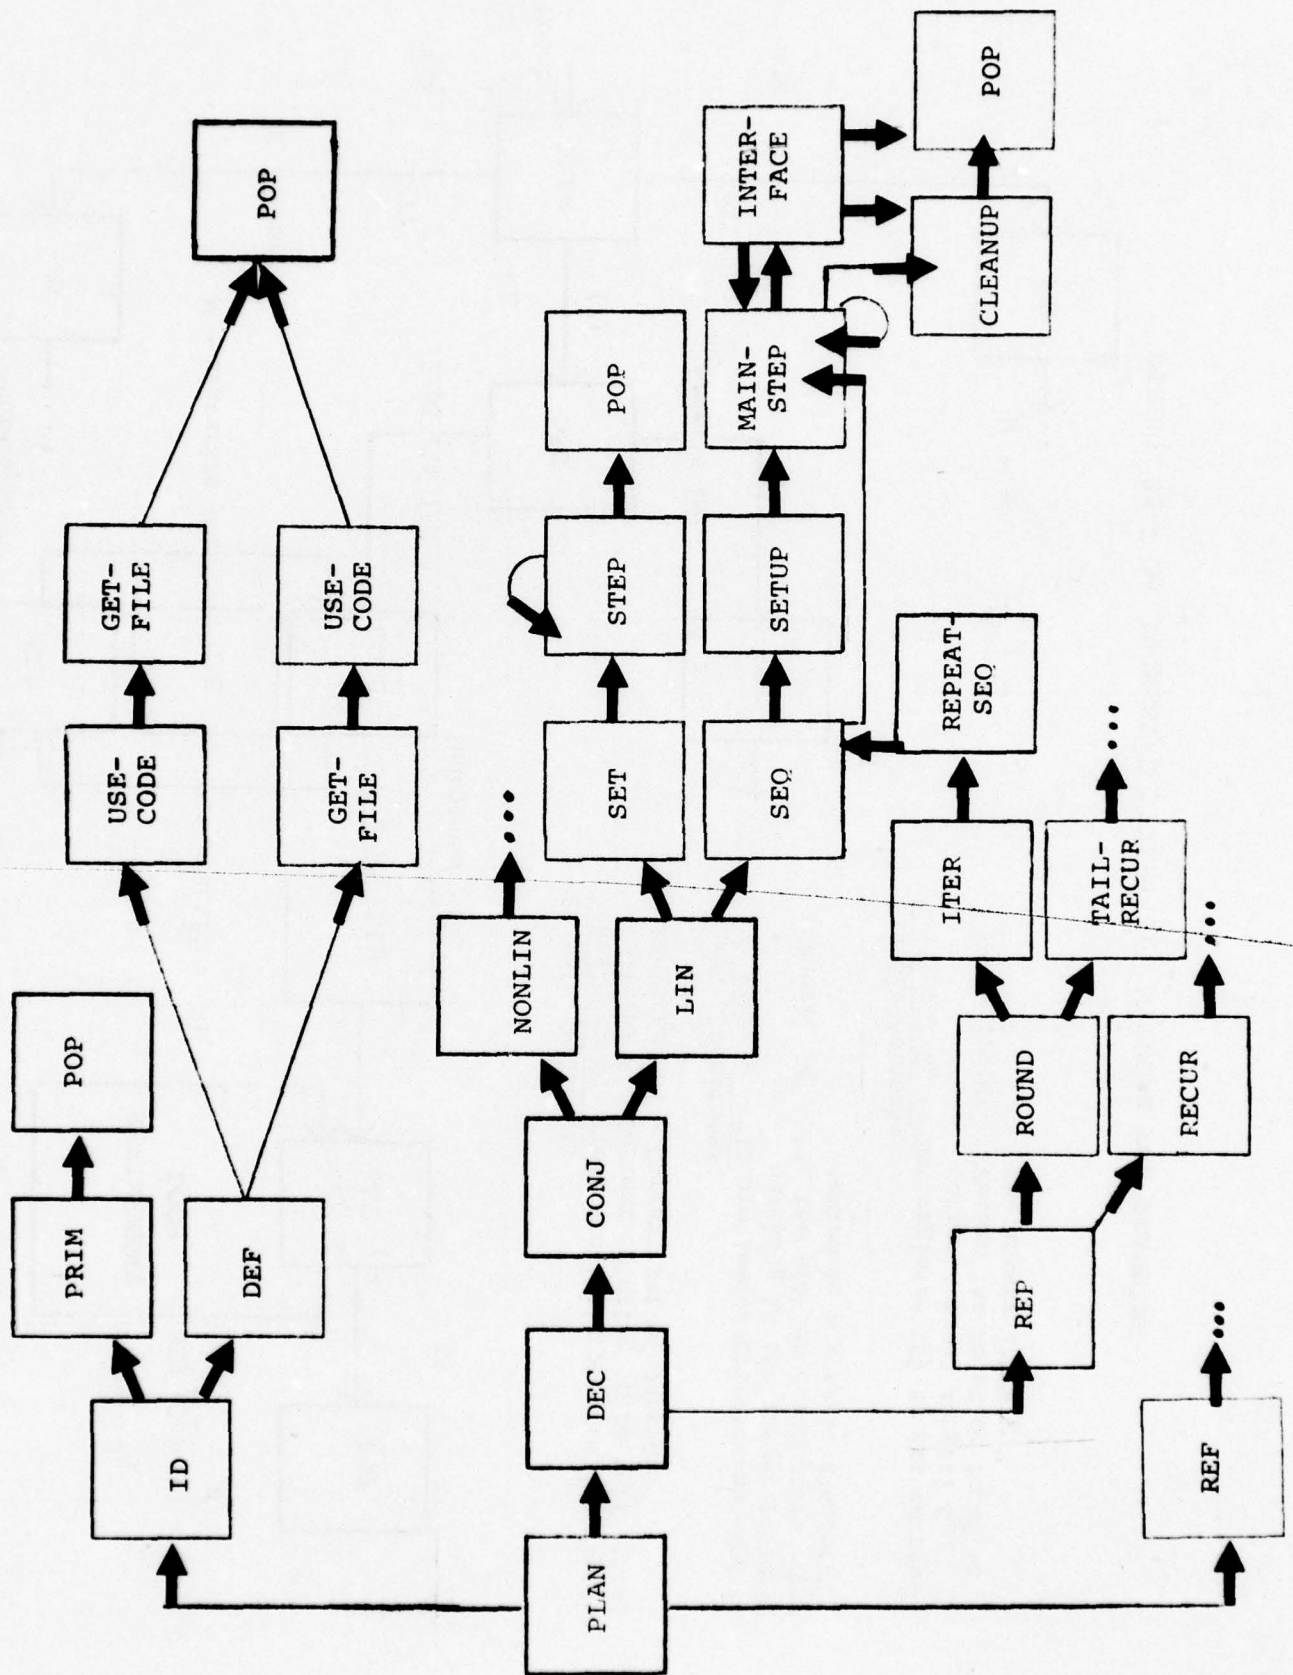 PLAN
ID
PRIM
POP
DEF
USE-
CODE
GET-
FILE
GET-
FILE
USE-
CODE
POP
DEC
CONJ
NONLIN
...
LIN
SET
STEP
POP
SEQ
SETUP
MAIN-
STEP
INTER-
FACE
CLEANUP
POP
REP
ROUND
ITER
REPEAT-
SEQ
TAIL-
RECUR
...
RECUR
...
REF
...